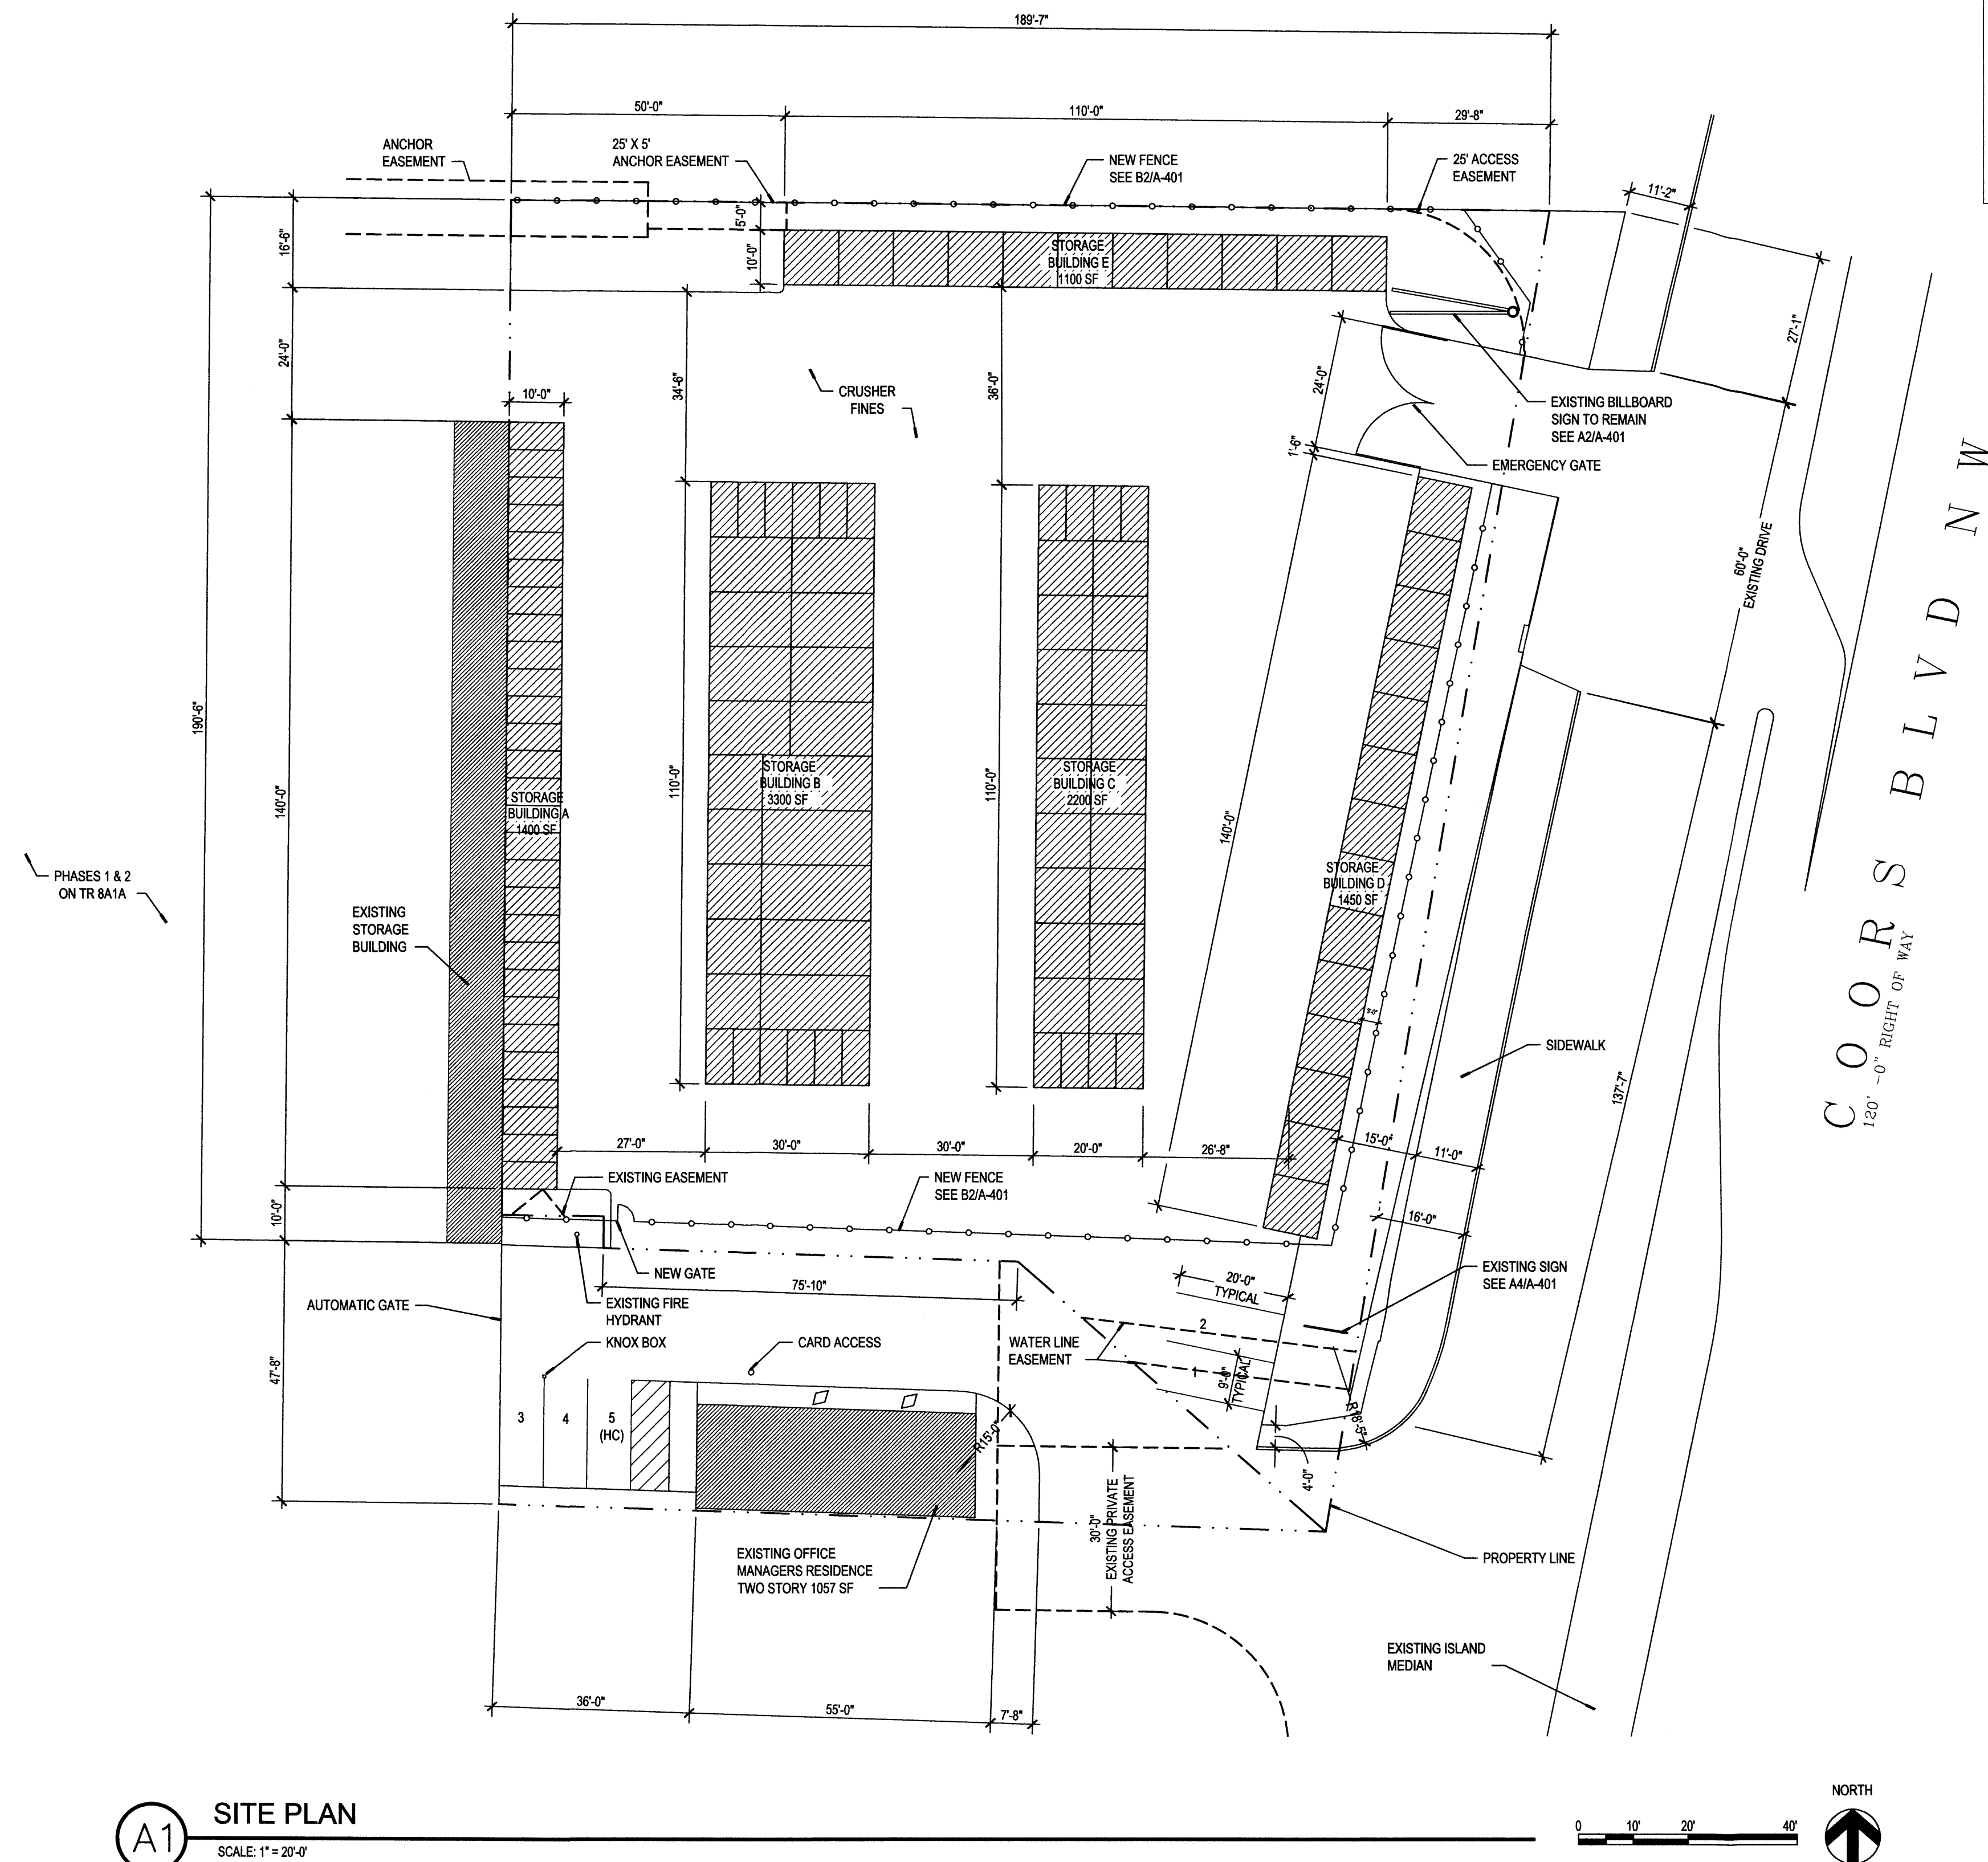 189'-7"
50'-0"
110'-0"
29'-8"
ANCHOR
EASEMENT
25' X 5'
ANCHOR EASEMENT
NEW FENCE
SEE B2/A-401
25' ACCESS
EASEMENT
11'-2"
16'-6"
5'-0"
10'-0"
STORAGE
BUILDING E
1100 SF
27'-1"
24'-0"
34'-6"
36'-0"
24'-0"
10'-0"
CRUSHER
FINES
EXISTING BILLBOARD
SIGN TO REMAIN
SEE A2/A-401
1'-6"
EMERGENCY GATE
60'-0"
EXISTING DRIVE
190'-6"
140'-0"
110'-0"
110'-0"
140'-0"
STORAGE
BUILDING A
1400 SF
STORAGE
BUILDING B
3300 SF
STORAGE
BUILDING C
2200 SF
STORAGE
BUILDING D
1450 SF
COORS BLVD NW
120' -0" RIGHT OF WAY
PHASES 1 & 2
ON TR 8A1A
EXISTING
STORAGE
BUILDING
SIDEWALK
137'-7"
27'-0"
30'-0"
30'-0"
20'-0"
26'-8"
15'-0"
11'-0"
10'-0"
EXISTING EASEMENT
NEW FENCE
SEE B2/A-401
16'-0"
NEW GATE
75'-10"
20'-0"
TYPICAL
EXISTING SIGN
SEE A4/A-401
AUTOMATIC GATE
EXISTING FIRE
HYDRANT
KNOX BOX
CARD ACCESS
WATER LINE
EASEMENT
2
1
9'-0"
TYPICAL
47'-8"
3
4
5
(HC)
R15'-0"
R18'-5"
4'-0"
30'-0"
EXISTING PRIVATE
ACCESS EASEMENT
EXISTING OFFICE
MANAGERS RESIDENCE
TWO STORY 1057 SF
PROPERTY LINE
EXISTING ISLAND
MEDIAN
36'-0"
55'-0"
7'-8"
A1
SITE PLAN
SCALE: 1" = 20'-0'
0 10' 20' 40'
NORTH